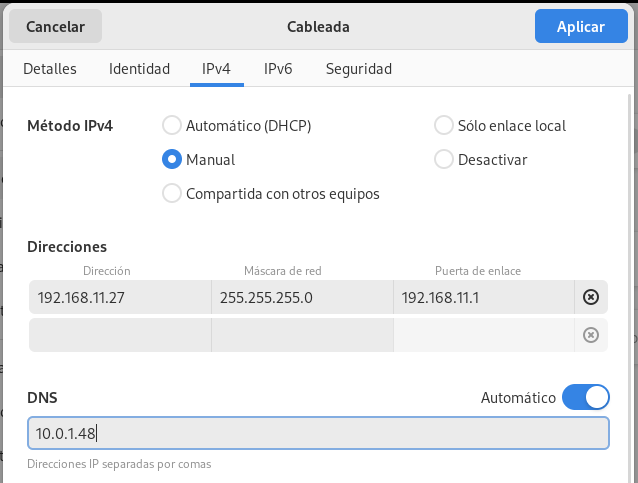 Cancelar Cableada Aplicar
Detalles Identidad IPv4 IPv6 Seguridad
Método IPv4 Automático (DHCP) Sólo enlace local
Manual Desactivar
Compartida con otros equipos
Direcciones
Dirección Máscara de red Puerta de enlace
192.168.11.27 255.255.255.0 192.168.11.1
DNS Automático
10.0.1.48
Direcciones IP separadas por comas